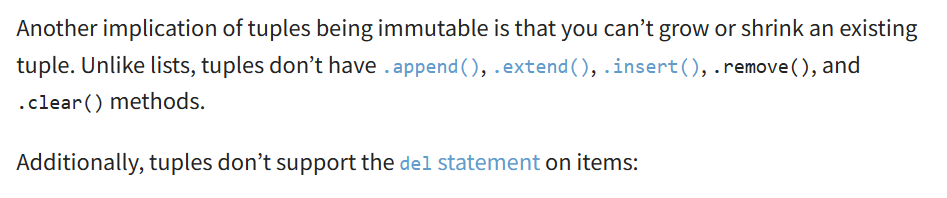 Another implication of tuples being immutable is that you can’t grow or shrink an existing
tuple. Unlike lists, tuples don’t have .append(), .extend(), .insert(), .remove(), and
.clear() methods.
Additionally, tuples don’t support the del statement on items: